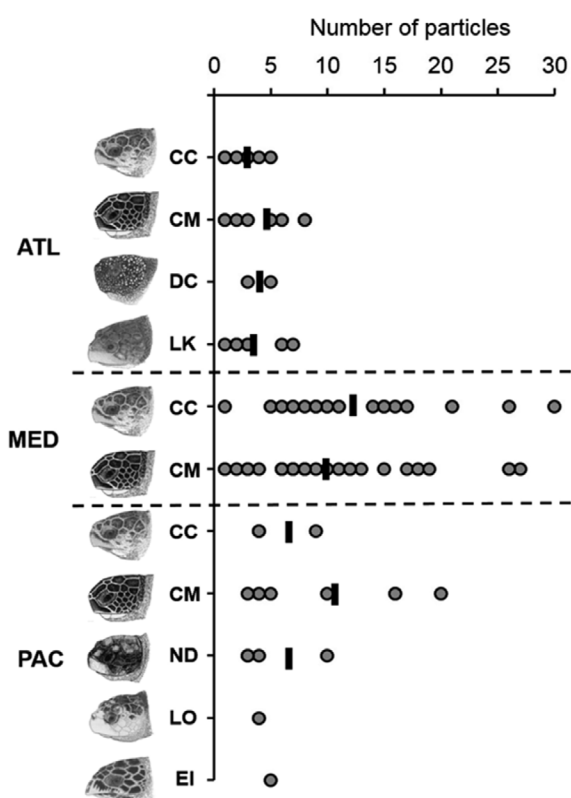 Number of particles
0 5 10 15 20 25 30
CC
CM
ATL
DC
LK
CC
MED
CM
CC
CM
PAC
ND
LO
EI